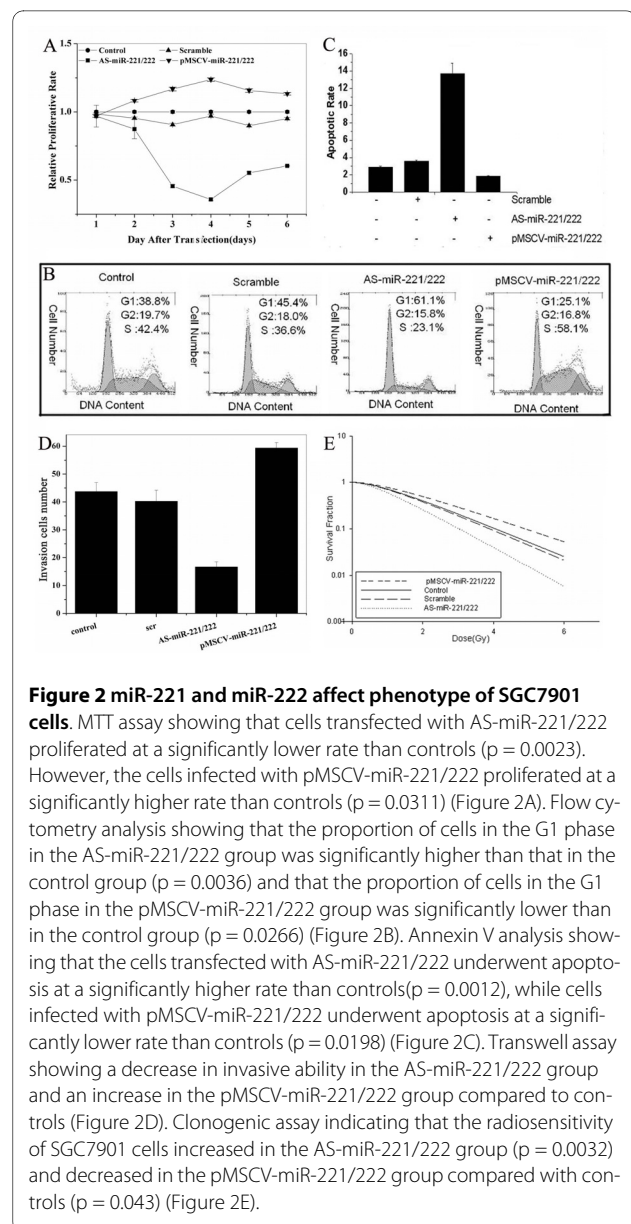 A
Control
Scramble
AS-miR-221/222
pMSCV-miR-221/222
Relative Proliferative Rate
1.5
1.0
0.5
1 2 3 4 5 6
Day After Transfection(days)
C
Apoptotic Rate
16
14
12
10
8
6
4
2
0
- + - - Scramble
- - + - AS-miR-221/222
- - - + pMSCV-miR-221/222
B
Control
G1:38.8%
G2:19.7%
S :42.4%
Cell Number
DNA Content
Scramble
G1:45.4%
G2:18.0%
S :36.6%
Cell Number
DNA Content
AS-miR-221/222
G1:61.1%
G2:15.8%
S :23.1%
Cell Number
DNA Content
pMSCV-miR-221/222
G1:25.1%
G2:16.8%
S :58.1%
Cell Number
DNA Content
D
Invasion cells number
60
50
40
30
20
10
0
control
scr
AS-miR-221/222
pMSCV-miR-221/222
E
Survival Fraction
10
1
0.1
0.01
0.001
pMSCV-miR-221/222
Control
Scramble
AS-miR-221/222
0 2 4 6
Dose(Gy)
Figure 2 miR-221 and miR-222 affect phenotype of SGC7901
cells. MTT assay showing that cells transfected with AS-miR-221/222
proliferated at a significantly lower rate than controls (p = 0.0023).
However, the cells infected with pMSCV-miR-221/222 proliferated at a
significantly higher rate than controls (p = 0.0311) (Figure 2A). Flow cy-
tometry analysis showing that the proportion of cells in the G1 phase
in the AS-miR-221/222 group was significantly higher than that in the
control group (p = 0.0036) and that the proportion of cells in the G1
phase in the pMSCV-miR-221/222 group was significantly lower than
in the control group (p = 0.0266) (Figure 2B). Annexin V analysis show-
ing that the cells transfected with AS-miR-221/222 underwent apopto-
sis at a significantly higher rate than controls(p = 0.0012), while cells
infected with pMSCV-miR-221/222 underwent apoptosis at a signifi-
cantly lower rate than controls (p = 0.0198) (Figure 2C). Transwell assay
showing a decrease in invasive ability in the AS-miR-221/222 group
and an increase in the pMSCV-miR-221/222 group compared to con-
trols (Figure 2D). Clonogenic assay indicating that the radiosensitivity
of SGC7901 cells increased in the AS-miR-221/222 group (p = 0.0032)
and decreased in the pMSCV-miR-221/222 group compared with con-
trols (p = 0.043) (Figure 2E).